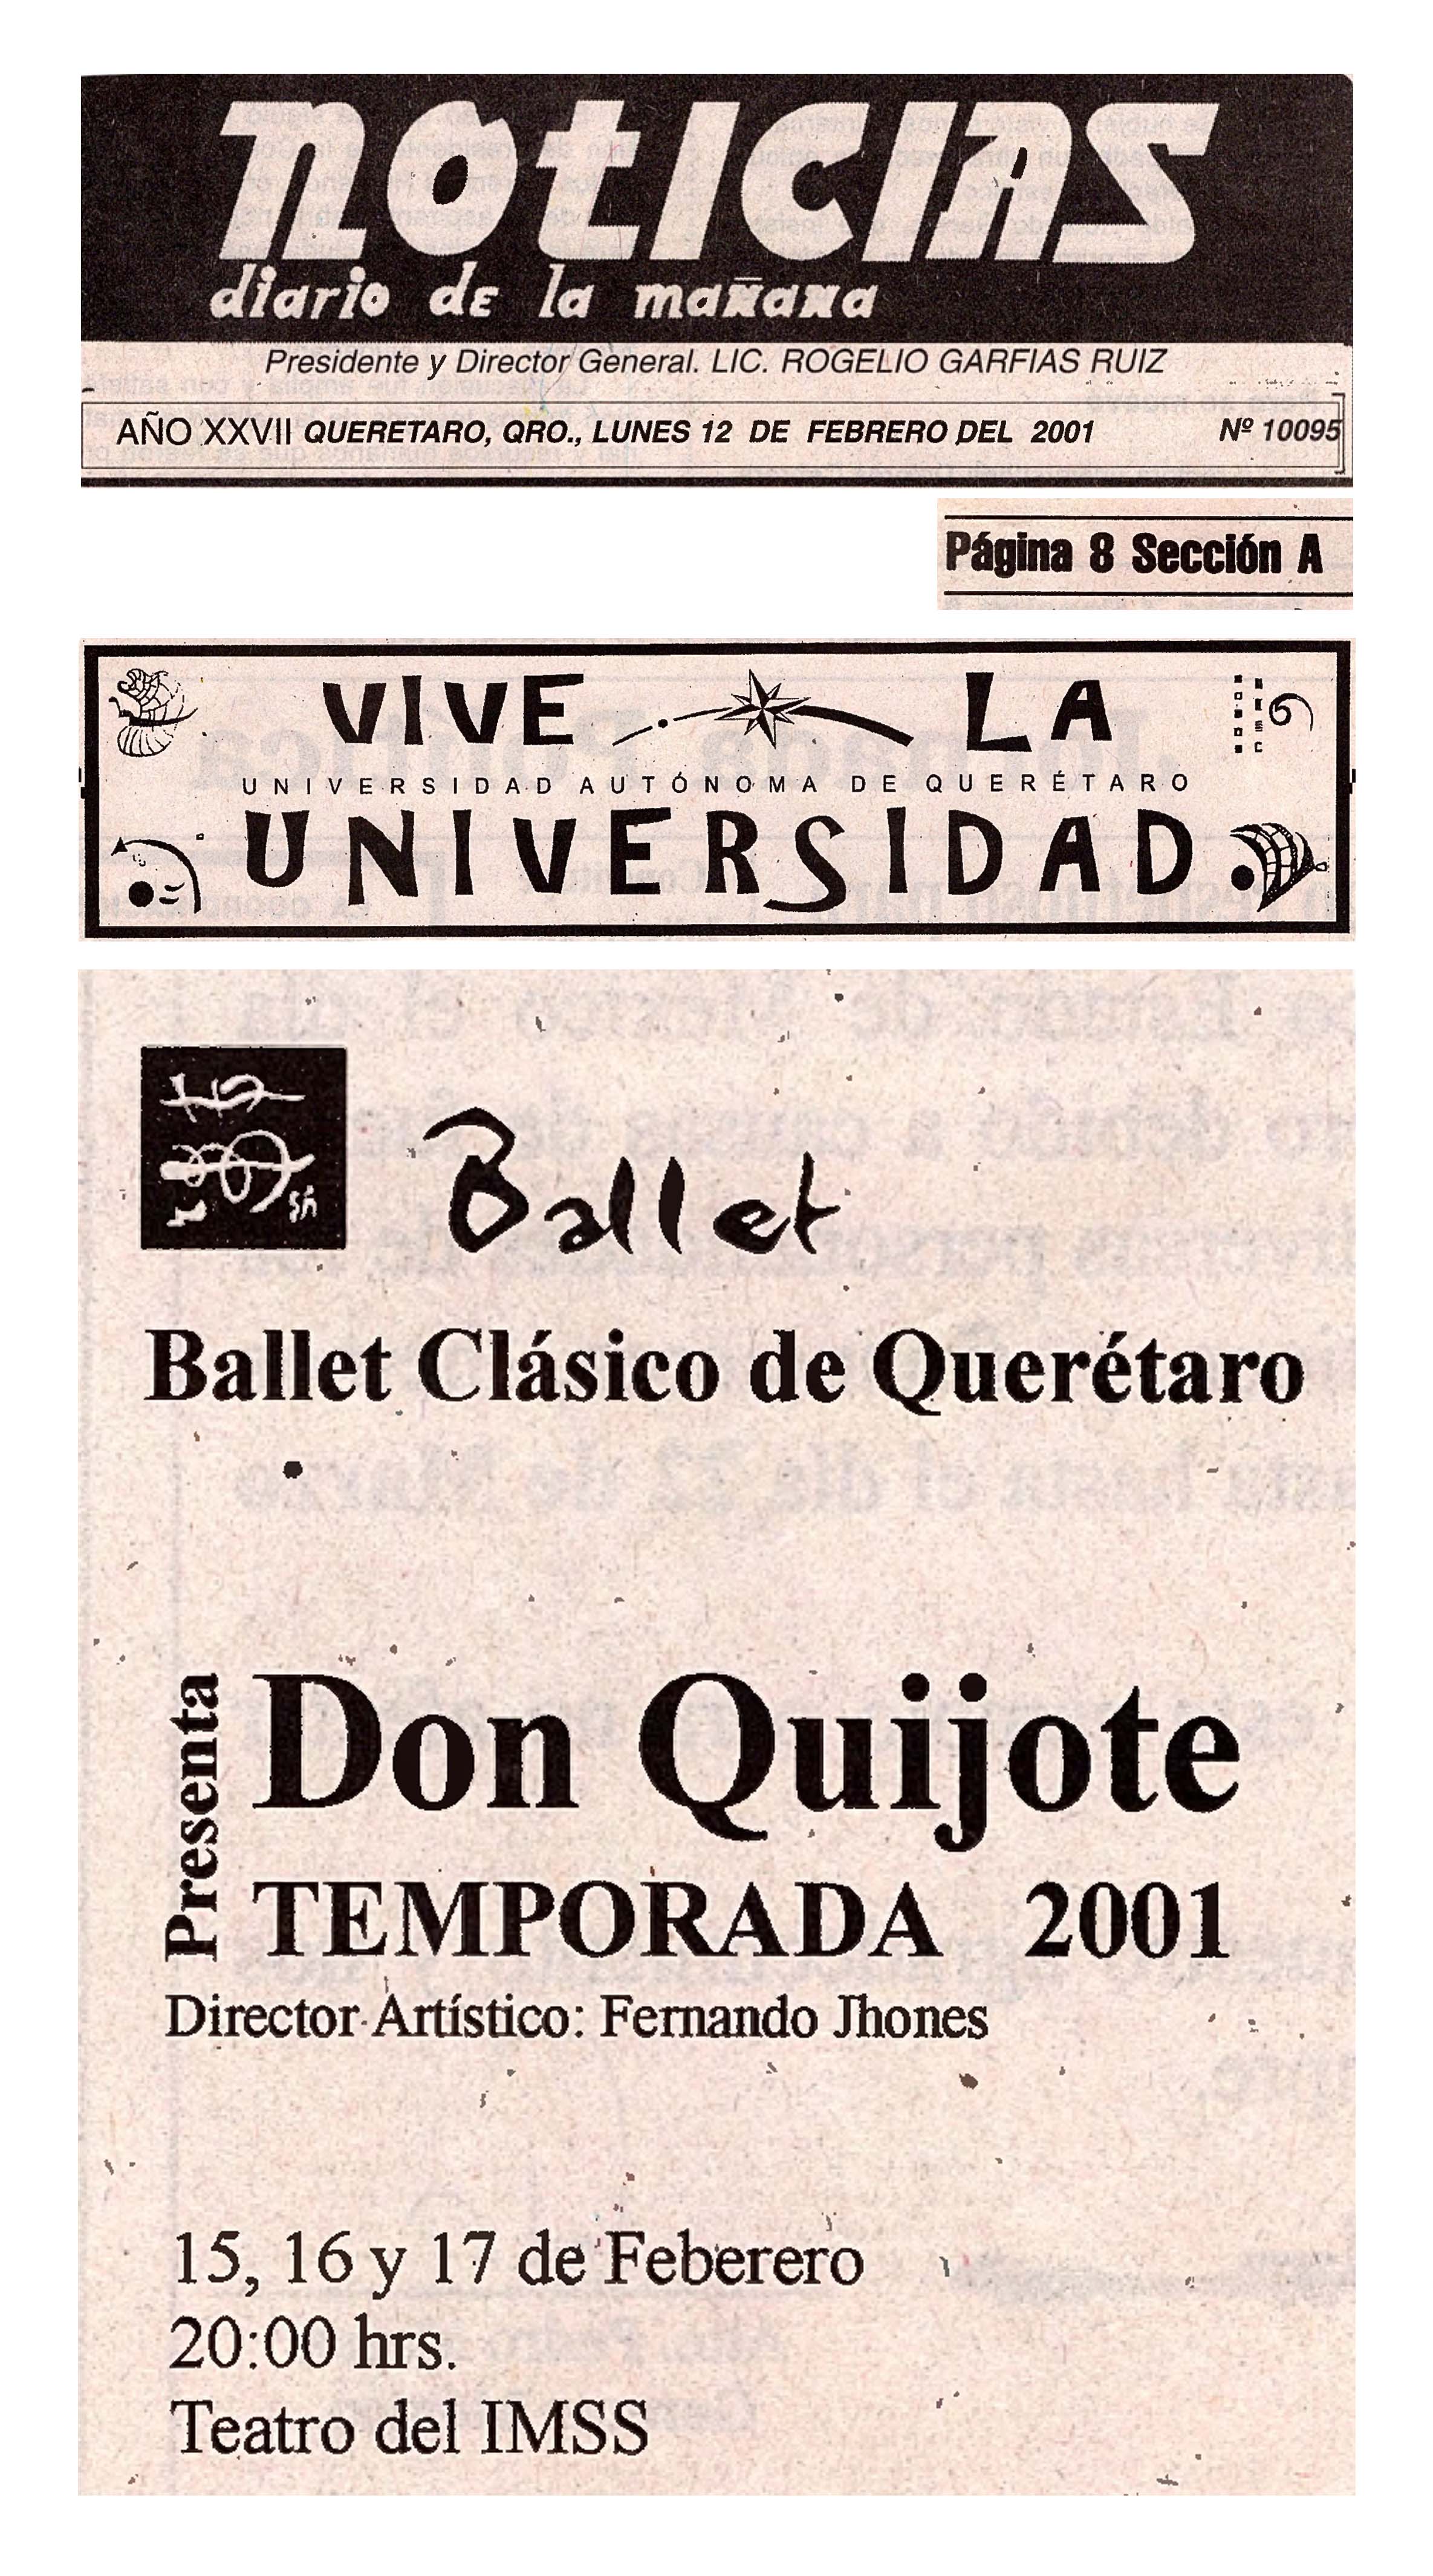 noticias
diario de la mañana
Presidente y Director General. LIC. ROGELIO GARFIAS RUIZ
AÑO XXVII QUERETARO, QRO., LUNES 12 DE FEBRERO DEL 2001 Nº 10095
Página 8 Sección A
VIVE LA
UNIVERSIDAD AUTÓNOMA DE QUERÉTARO
UNIVERSIDAD
Ballet
Ballet Clásico de Querétaro
Presenta
Don Quijote
TEMPORADA 2001
Director Artístico: Fernando Jhones
15, 16 y 17 de Feberero
20:00 hrs.
Teatro del IMSS